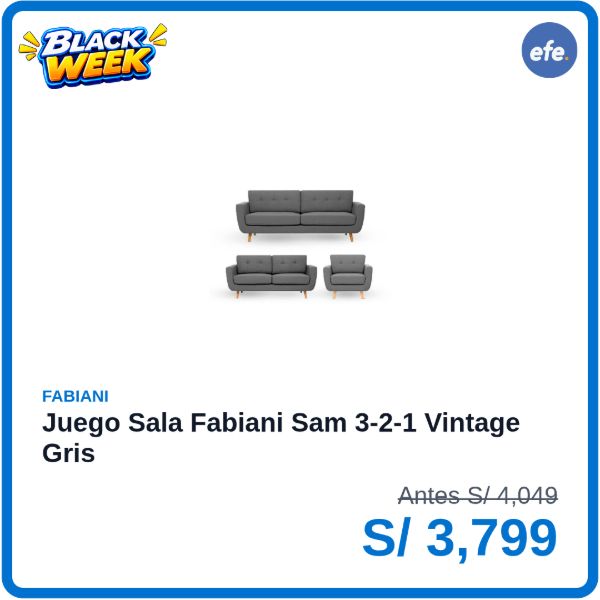 BLACK
WEEK
efe.
FABIANI
Juego Sala Fabiani Sam 3-2-1 Vintage
Gris
Antes S/ 4,049
S/ 3,799